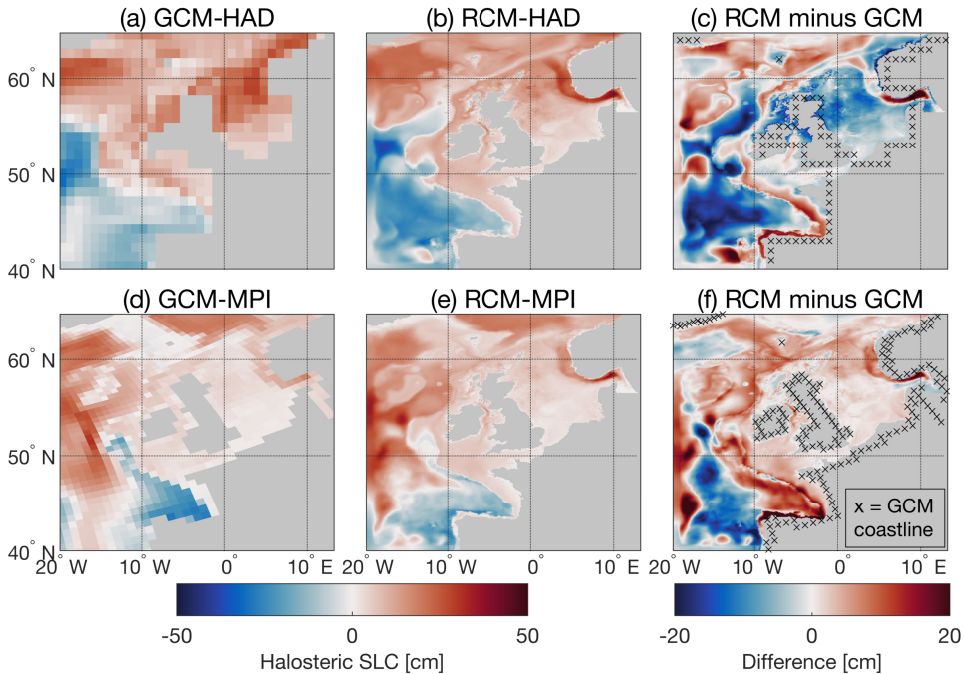 (a) GCM-HAD
(b) RCM-HAD
(c) RCM minus GCM
60° N
50° N
40° N
(d) GCM-MPI
(e) RCM-MPI
(f) RCM minus GCM
60° N
50° N
40° N
x = GCM
coastline
20° W 10° W 0° 10° E 20° W 10° W 0° 10° E 20° W 10° W 0° 10° E
-50 0 50
Halosteric SLC [cm]
-20 0 20
Difference [cm]